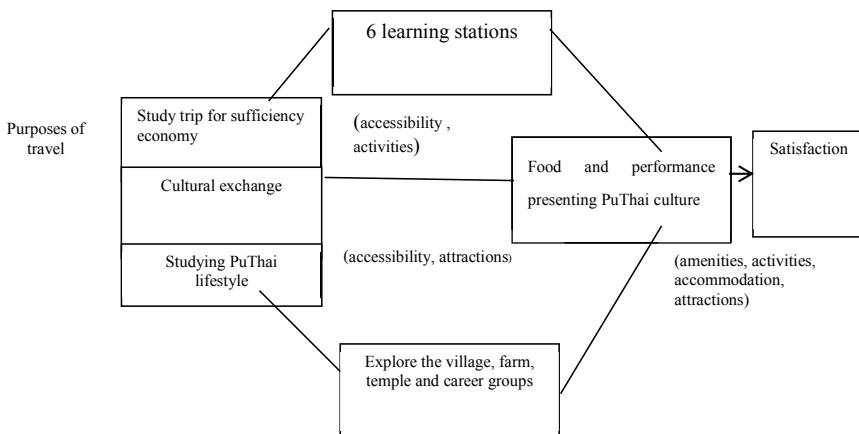 6 learning stations
Purposes of
travel
Study trip for sufficiency
economy
Cultural exchange
Studying PuThai
lifestyle
(accessibility ,
activities)
(accessibility, attractions)
Food and performance
presenting PuThai culture
Satisfaction
(amenities, activities,
accommodation,
attractions)
Explore the village, farm,
temple and career groups